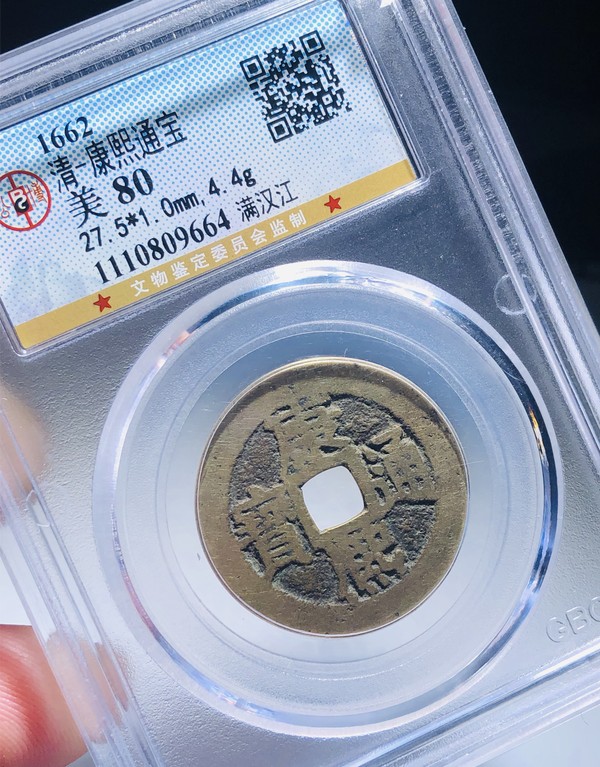 1662
清-康熙通宝
美 80
27.5*1.0mm,4.4g
1110809664 满汉江
★文物鉴定委员会监制★
康熙通寶
GBC